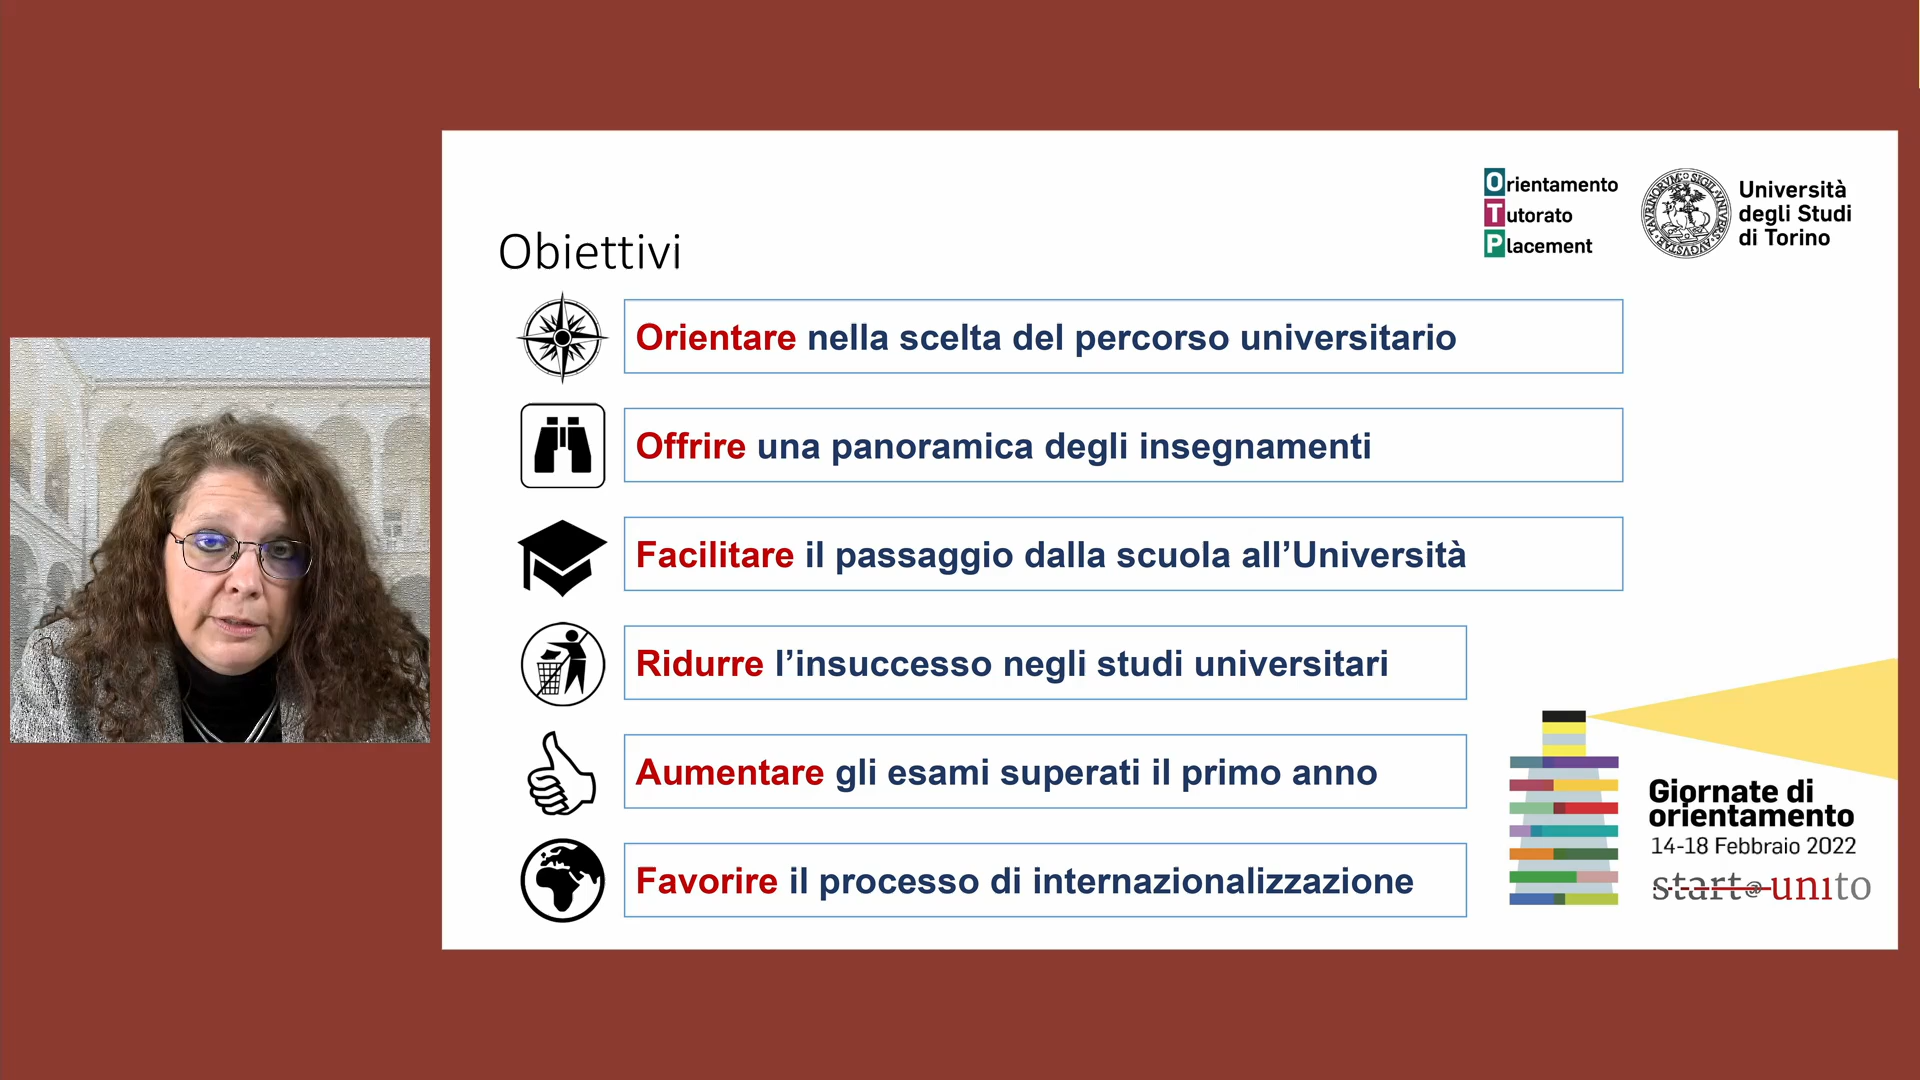 Orientamento
Tutorato
Placement
Università
degli Studi
di Torino
Obiettivi
Orientare nella scelta del percorso universitario
Offrire una panoramica degli insegnamenti
Facilitare il passaggio dalla scuola all’Università
Ridurre l’insuccesso negli studi universitari
Aumentare gli esami superati il primo anno
Favorire il processo di internazionalizzazione
Giornate di
orientamento
14-18 Febbraio 2022
start@unito